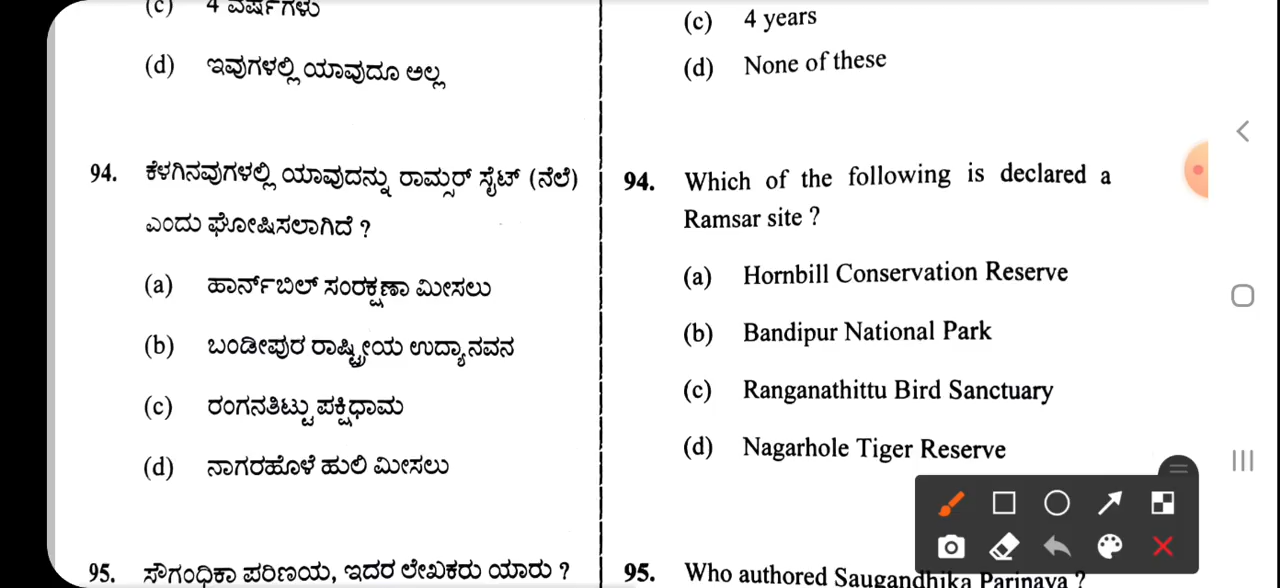 (c) 4 ವರ್ಷಗಳು
(d) ಇವುಗಳಲ್ಲಿ ಯಾವುದೂ ಅಲ್ಲ
94. ಕೆಳಗಿನವುಗಳಲ್ಲಿ ಯಾವುದನ್ನು ರಾಮ್ಸರ್ ಸೈಟ್ (ನೆಲೆ)
ಎಂದು ಘೋಷಿಸಲಾಗಿದೆ ?
(a) ಹಾರ್ನ್‌ಬಿಲ್ ಸಂರಕ್ಷಣಾ ಮೀಸಲು
(b) ಬಂಡೀಪುರ ರಾಷ್ಟ್ರೀಯ ಉದ್ಯಾನವನ
(c) ರಂಗನತಿಟ್ಟು ಪಕ್ಷಿಧಾಮ
(d) ನಾಗರಹೊಳೆ ಹುಲಿ ಮೀಸಲು
95. ಸೌಗಂಧಿಕಾ ಪರಿಣಯ, ಇದರ ಲೇಖಕರು ಯಾರು ?
(c) 4 years
(d) None of these
94. Which of the following is declared a
Ramsar site ?
(a) Hornbill Conservation Reserve
(b) Bandipur National Park
(c) Ranganathittu Bird Sanctuary
(d) Nagarhole Tiger Reserve
95. Who authored Saugandhika Parinaya ?